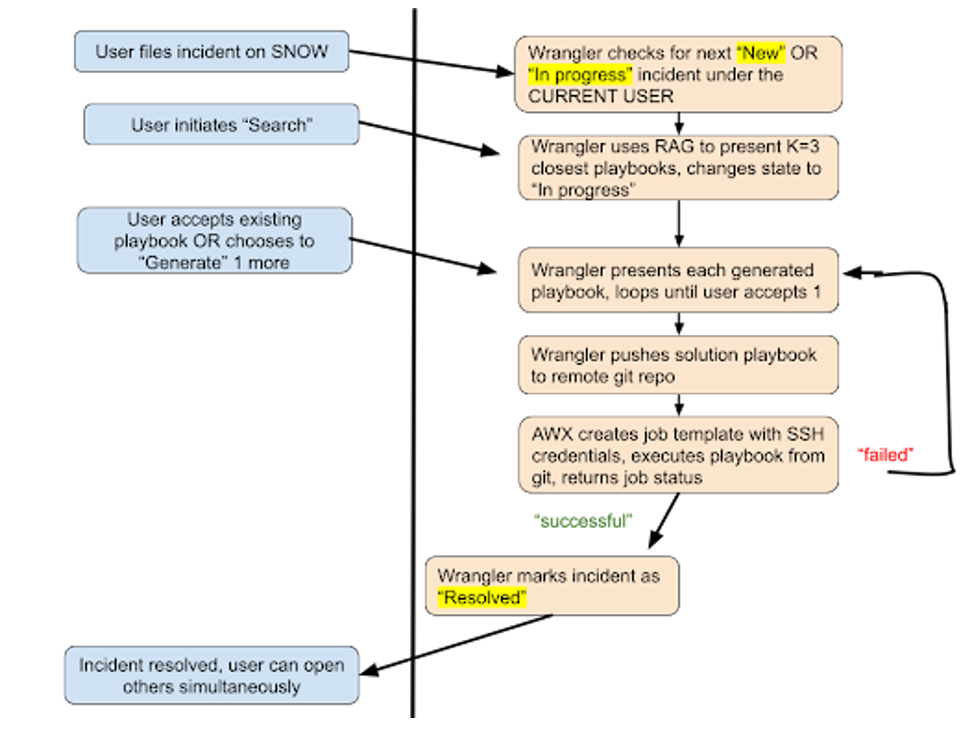 User files incident on SNOW
Wrangler checks for next “New” OR
“In progress” incident under the
CURRENT USER
User initiates “Search”
Wrangler uses RAG to present K=3
closest playbooks, changes state to
“In progress”
User accepts existing
playbook OR chooses to
“Generate” 1 more
Wrangler presents each generated
playbook, loops until user accepts 1
Wrangler pushes solution playbook
to remote git repo
AWX creates job template with SSH
credentials, executes playbook from
git, returns job status
“failed”
“successful”
Wrangler marks incident as
“Resolved”
Incident resolved, user can open
others simultaneously